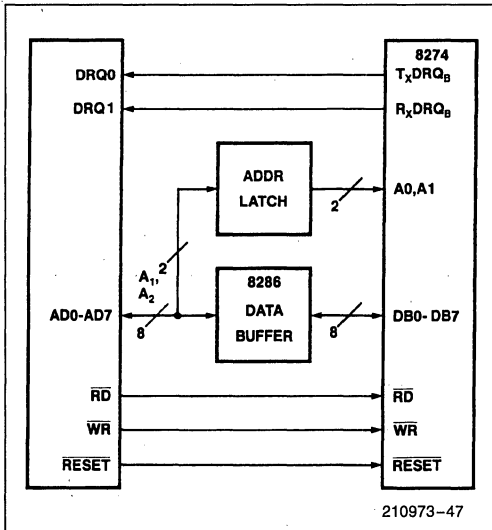 8274
DRQ0 TxDRQB
DRQ1 RxDRQB
ADDR
LATCH
2
A0,A1
2
A1,
A2
8286
DATA
BUFFER
AD0-AD7
8
8
DB0-DB7
RD RD
WR WR
RESET RESET
210973-47